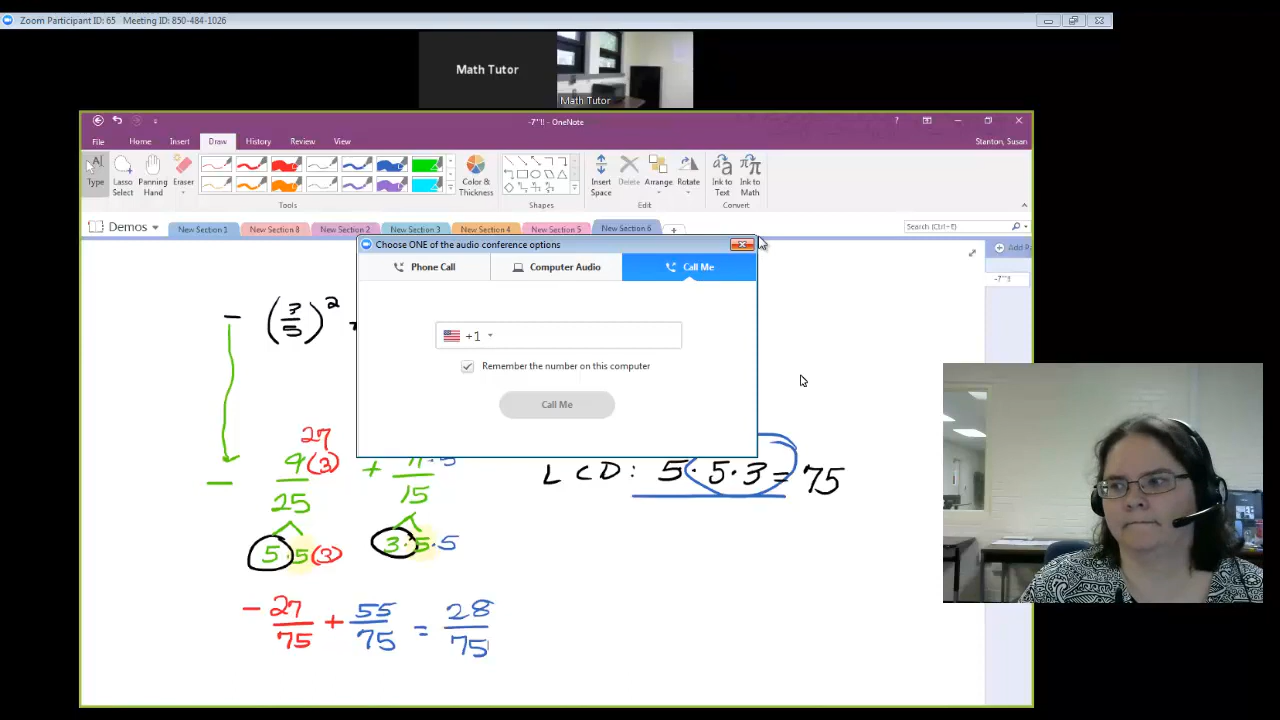 Zoom Participant ID: 65 Meeting ID: 850-484-1026
Math Tutor
Math Tutor
-7"!! - OneNote
File Home Insert Draw History Review View
Stanton, Susan
Type
Lasso Select
Panning Hand
Eraser
Color & Thickness
Insert Space
Delete
Arrange
Rotate
Ink to Text
Ink to Math
Tools
Shapes
Edit
Convert
Demos
New Section 1 New Section 8 New Section 2 New Section 3 New Section 4 New Section 5 New Section 6 +
Search (Ctrl+E)
Add Pa
-7"!!
Choose ONE of the audio conference options
Phone Call Computer Audio Call Me
+1
Remember the number on this computer
Call Me
- (3/5)²
27
- 9(3)/25 + 11·5/15
5·5(3) 3·5·5
LCD: 5·5·3 = 75
- 27/75 + 55/75 = 28/75